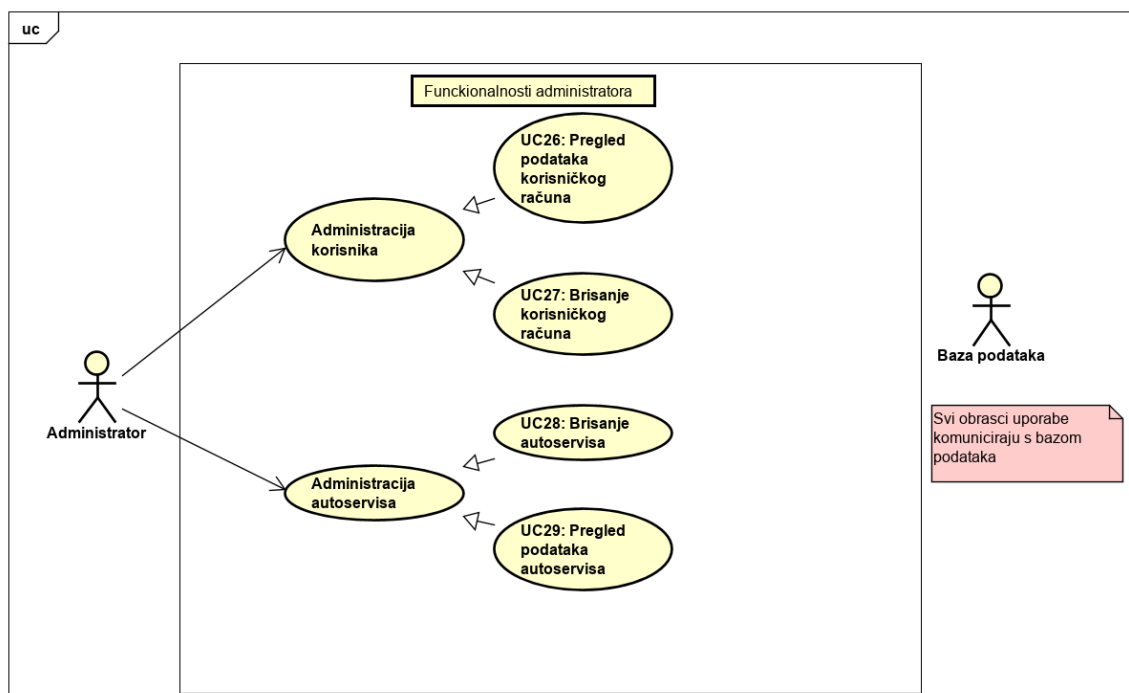 uc
Funckionalnosti administratora
UC26: Pregled
podataka
korisničkog
računa
Administracija
korisnika
UC27: Brisanje
korisničkog
računa
Baza podataka
Administrator
Svi obrasci uporabe
komuniciraju s bazom
podataka
UC28: Brisanje
autoservisa
Administracija
autoservisa
UC29: Pregled
podataka
autoservisa